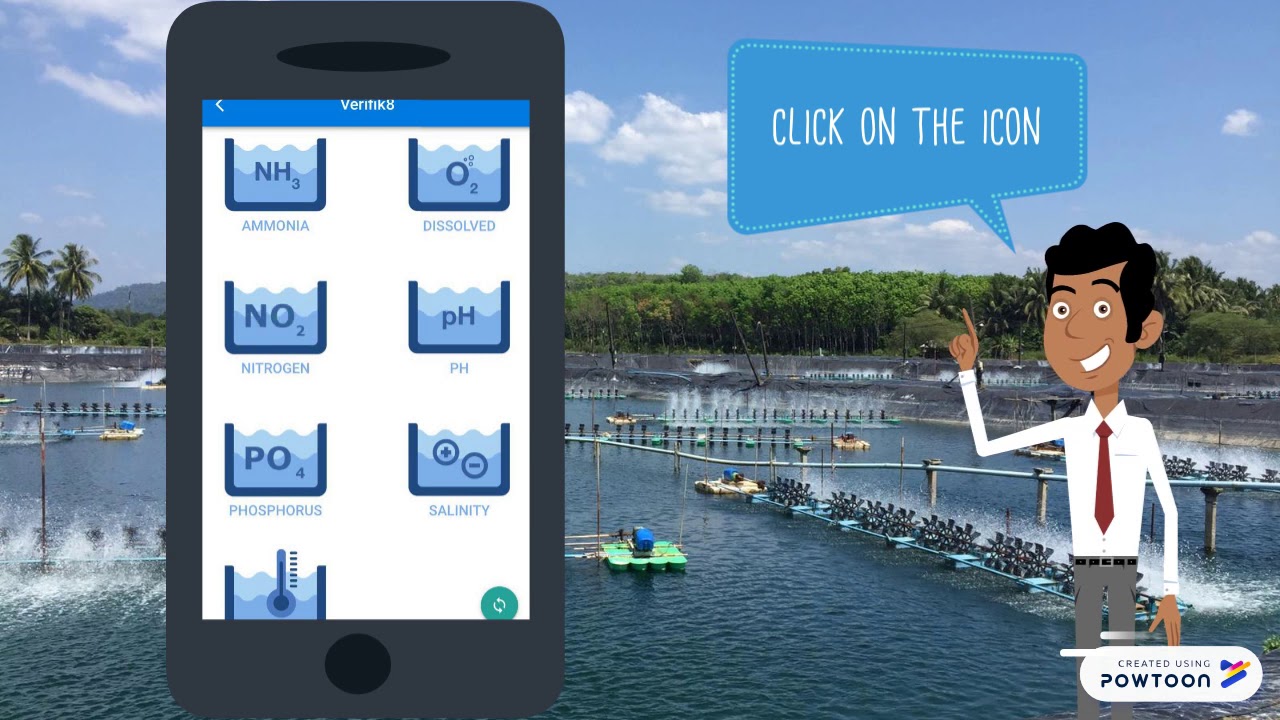 Verifik8
CLICK ON THE ICON
NH3
O2
AMMONIA
DISSOLVED
NO2
pH
NITROGEN
PH
PO4
PHOSPHORUS
SALINITY
CREATED USING
POWTOON